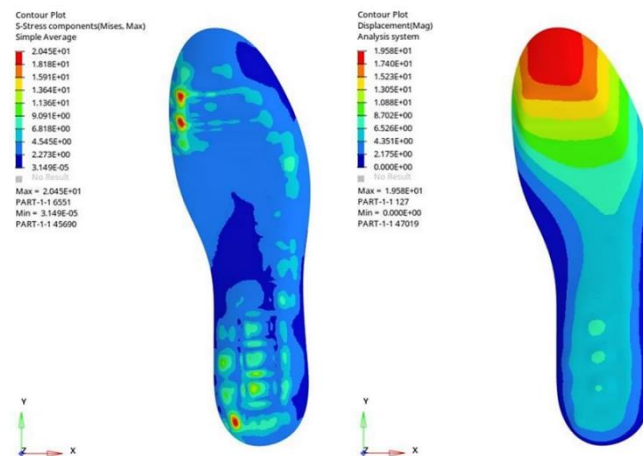 Contour Plot
S-Stress components(Mises, Max)
Simple Average
2.045E+01
1.818E+01
1.591E+01
1.364E+01
1.136E+01
9.091E+00
6.818E+00
4.545E+00
2.273E+00
3.149E-05
No Result
Max = 2.045E+01
PART-1-1 6551
Min = 3.149E-05
PART-1-1 45690
Y
Z
X
Contour Plot
Displacement(Mag)
Analysis system
1.958E+01
1.740E+01
1.523E+01
1.305E+01
1.088E+01
8.702E+00
6.526E+00
4.351E+00
2.175E+00
0.000E+00
No Result
Max = 1.958E+01
PART-1-1 127
Min = 0.000E+00
PART-1-1 47019
Y
Z
X